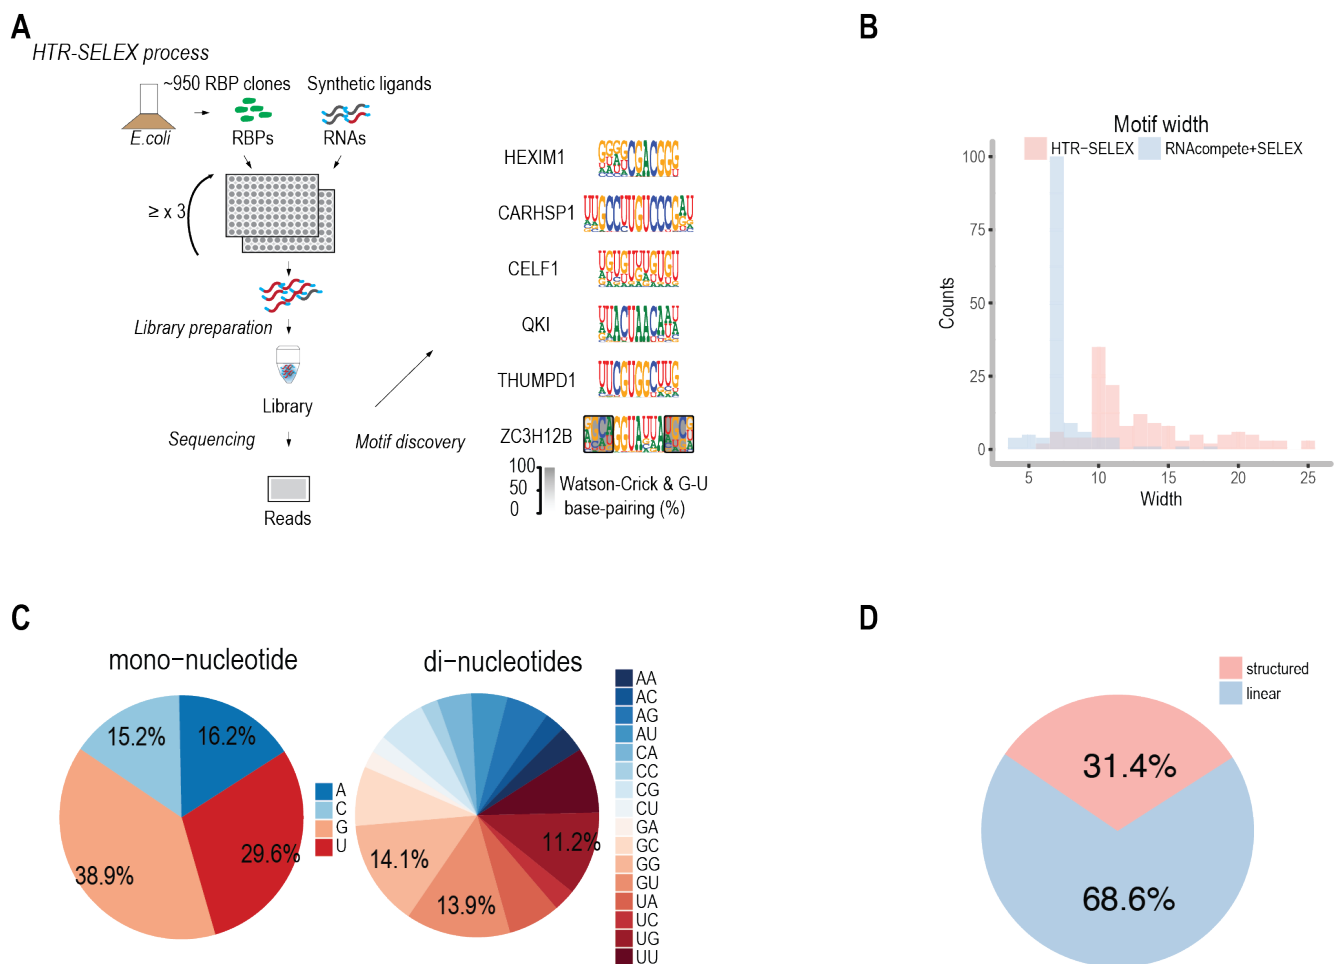 A
HTR-SELEX process
~950 RBP clones
Synthetic ligands
E.coli
RBPs
RNAs
≥ x 3
Library preparation
Library
Sequencing
Motif discovery
Reads
HEXIM1
CARHSP1
CELF1
QKI
THUMPD1
ZC3H12B
100
50
0
Watson-Crick & G-U
base-pairing (%)
B
Motif width
HTR−SELEX
RNAcompete+SELEX
100
75
50
25
0
Counts
5
10
15
20
25
Width
C
mono−nucleotide
15.2%
16.2%
38.9%
29.6%
A
C
G
U
di−nucleotides
14.1%
13.9%
11.2%
AA
AC
AG
AU
CA
CC
CG
CU
GA
GC
GG
GU
UA
UC
UG
UU
D
structured
linear
31.4%
68.6%